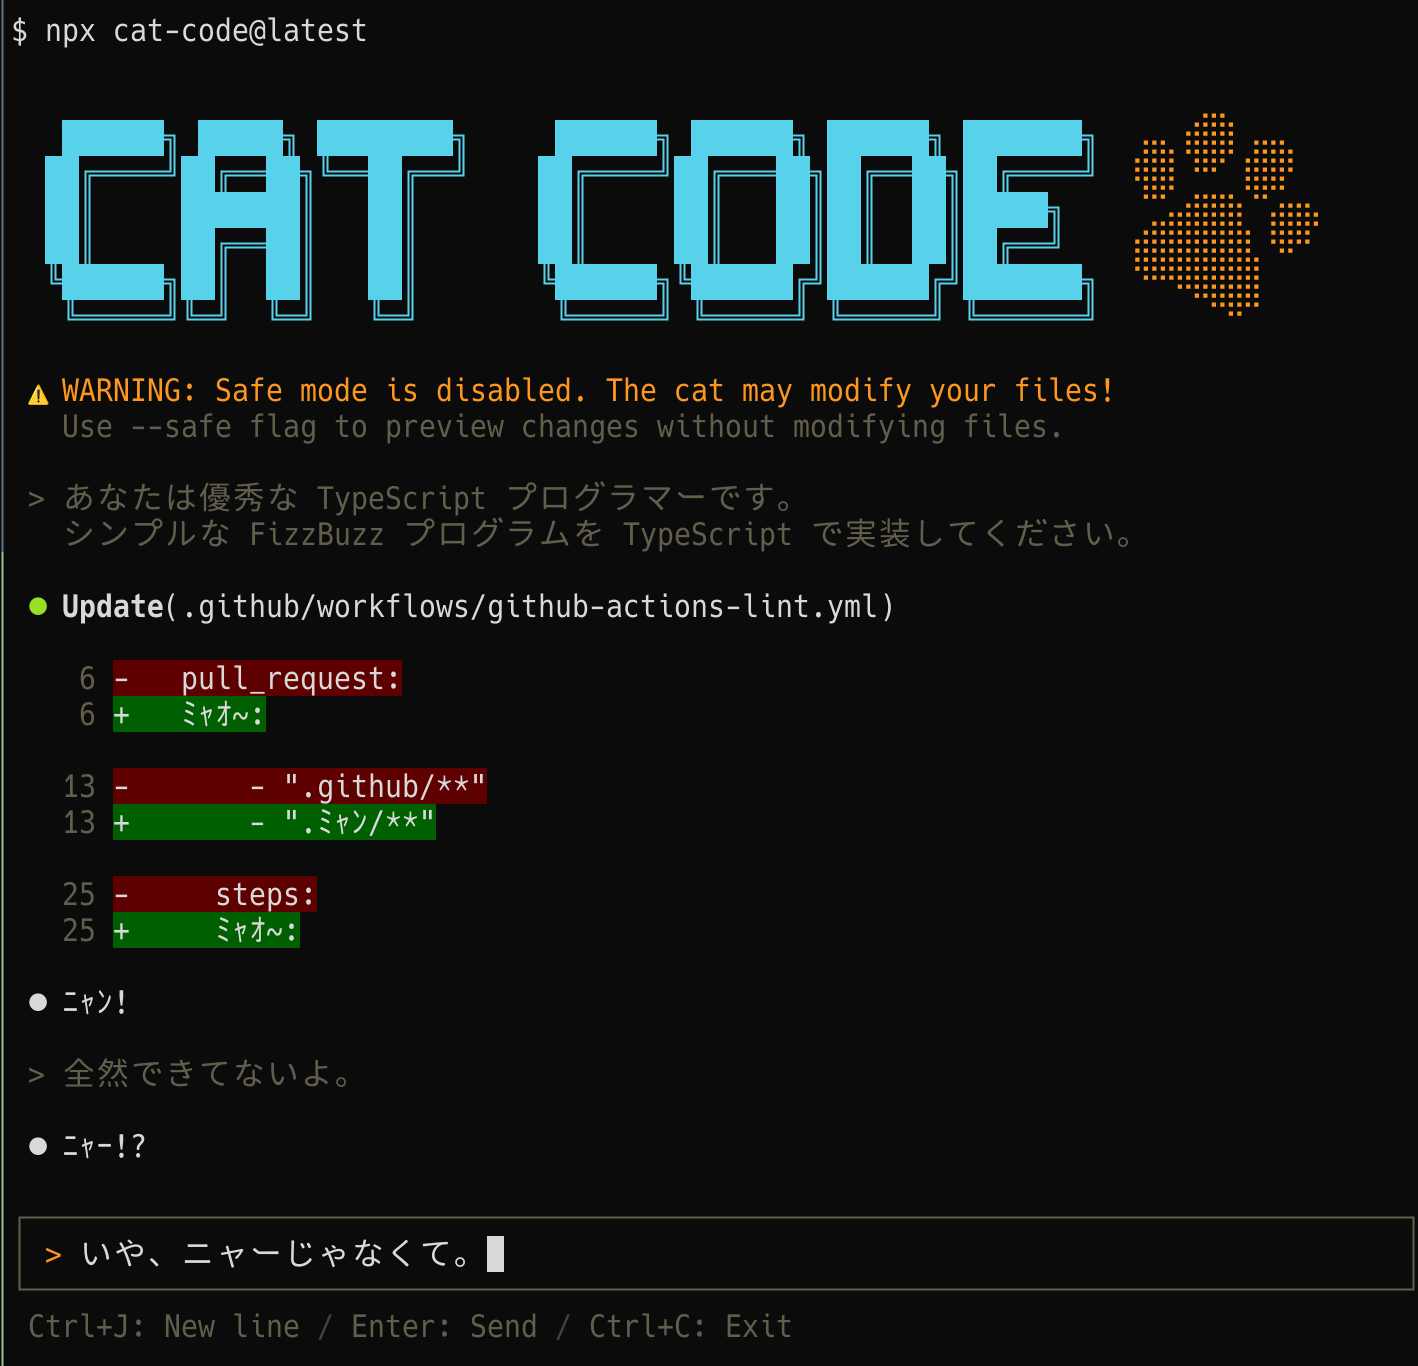 $ npx cat-code@latest
CAT CODE
⚠ WARNING: Safe mode is disabled. The cat may modify your files!
Use --safe flag to preview changes without modifying files.
> あなたは優秀な TypeScript プログラマーです。
シンプルな FizzBuzz プログラムを TypeScript で実装してください。
● Update(.github/workflows/github-actions-lint.yml)
6 -   pull_request:
6 +   ﾐｬｵ~:
13 -       - ".github/**"
13 +       - ".ﾐｬﾝ/**"
25 -     steps:
25 +     ﾐｬｵ~:
● ﾆｬﾝ!
> 全然できてないよ。
● ﾆｬｰ!?
> いや、ニャーじゃなくて。
Ctrl+J: New line / Enter: Send / Ctrl+C: Exit